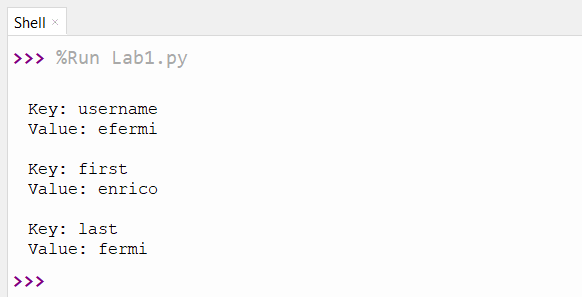 Shell ×
>>> %Run Lab1.py
Key: username
Value: efermi
Key: first
Value: enrico
Key: last
Value: fermi
>>>